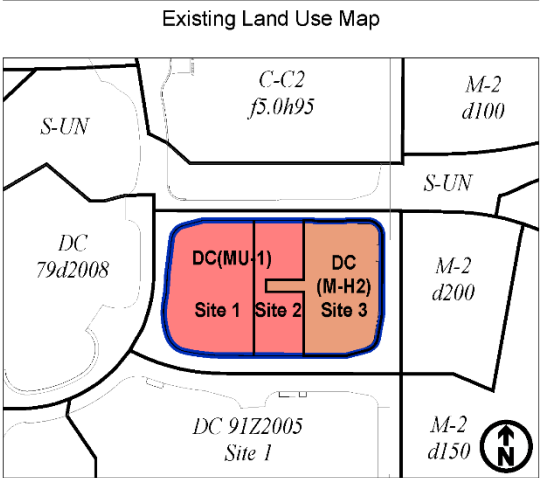 Existing Land Use Map
C-C2
f5.0h95
M-2
d100
S-UN
S-UN
DC
79d2008
DC(MU-1)
DC
(M-H2)
Site 1
Site 2
Site 3
M-2
d200
DC 91Z2005
Site 1
M-2
d150
N